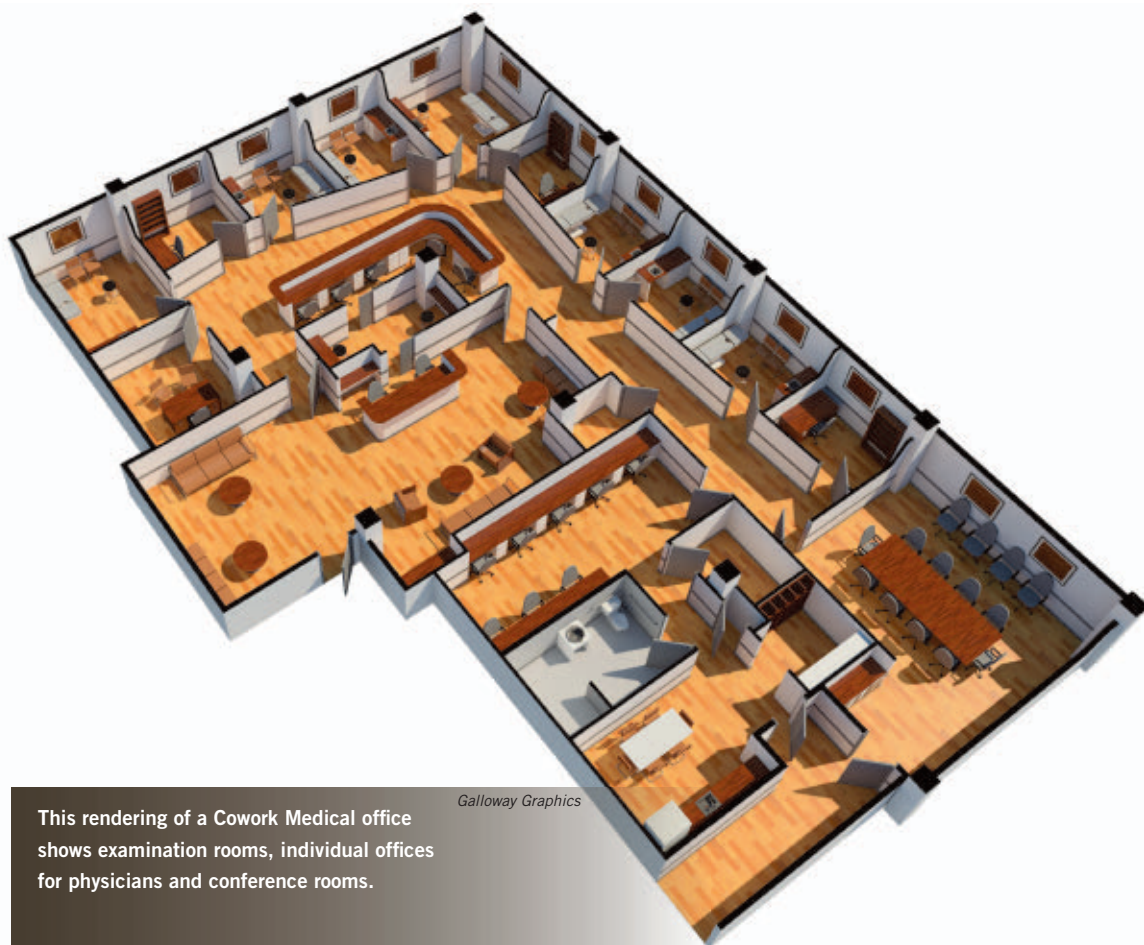 Galloway Graphics
This rendering of a Cowork Medical office
shows examination rooms, individual offices
for physicians and conference rooms.